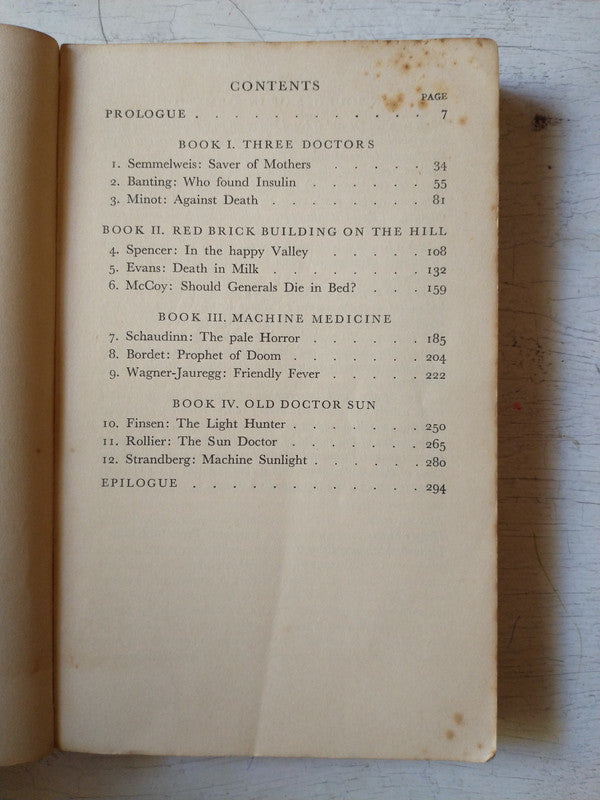 CONTENTS
PAGE
PROLOGUE . . . . . . . . . . . . 7
BOOK I. THREE DOCTORS
1. Semmelweis: Saver of Mothers . . . . . 34
2. Banting: Who found Insulin . . . . . . 55
3. Minot: Against Death . . . . . . . . 81
BOOK II. RED BRICK BUILDING ON THE HILL
4. Spencer: In the happy Valley . . . . . 108
5. Evans: Death in Milk . . . . . . . . 132
6. McCoy: Should Generals Die in Bed? . . . 159
BOOK III. MACHINE MEDICINE
7. Schaudinn: The pale Horror . . . . . . 185
8. Bordet: Prophet of Doom . . . . . . . 204
9. Wagner-Jauregg: Friendly Fever . . . . . 222
BOOK IV. OLD DOCTOR SUN
10. Finsen: The Light Hunter . . . . . . . 250
11. Rollier: The Sun Doctor . . . . . . . 265
12. Strandberg: Machine Sunlight . . . . . . 280
EPILOGUE . . . . . . . . . . . . 294